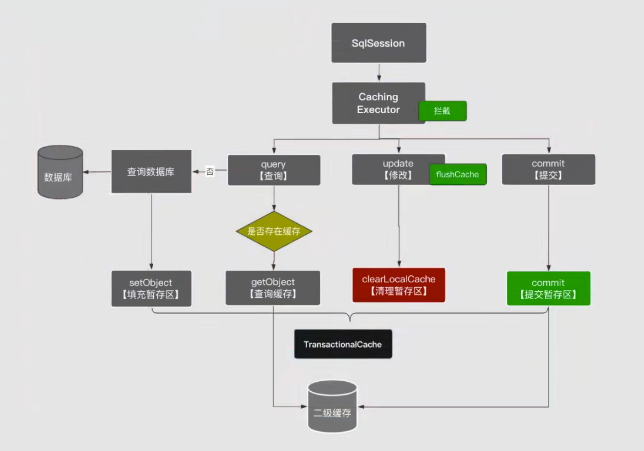 SqlSession
Caching
Executor
拦截
query
【查询】
update
【修改】
flushCache
commit
【提交】
数据库
查询数据库
否
是否存在缓存
setObject
【填充暂存区】
getObject
【查询缓存】
clearLocalCache
【清理暂存区】
commit
【提交暂存区】
TransactionalCache
二级缓存